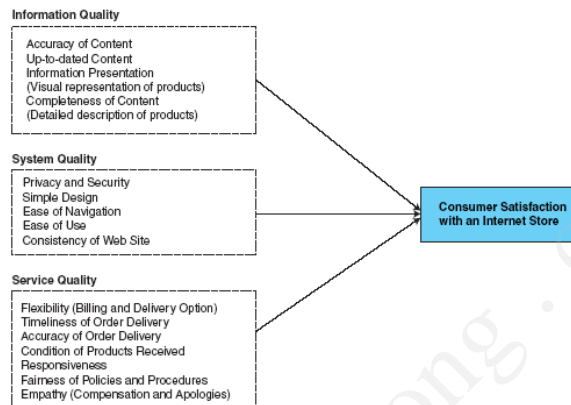 Information Quality
Accuracy of Content
Up-to-dated Content
Information Presentation
(Visual representation of products)
Completeness of Content
(Detailed description of products)
System Quality
Privacy and Security
Simple Design
Ease of Navigation
Ease of Use
Consistency of Web Site
Consumer Satisfaction
with an Internet Store
Service Quality
Flexibility (Billing and Delivery Option)
Timeliness of Order Delivery
Accuracy of Order Delivery
Condition of Products Received
Responsiveness
Fairness of Policies and Procedures
Empathy (Compensation and Apologies)
ong .